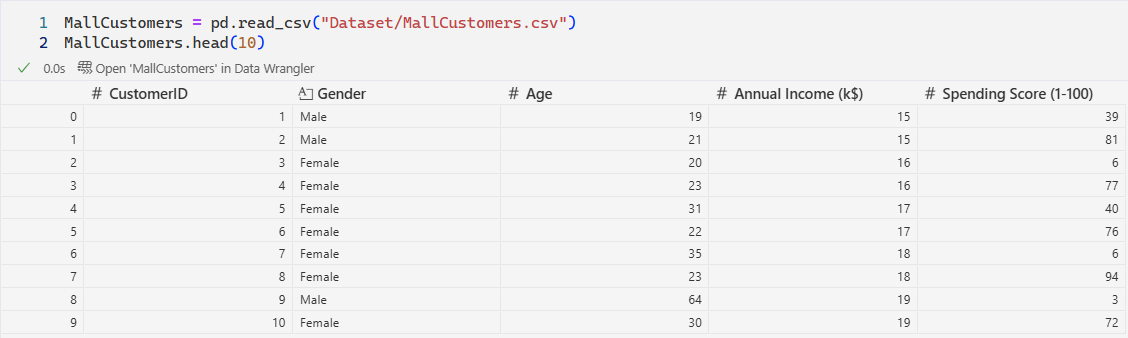 1 MallCustomers = pd.read_csv("Dataset/MallCustomers.csv")
2 MallCustomers.head(10)
0.0s Open 'MallCustomers' in Data Wrangler
# CustomerID Gender # Age # Annual Income (k$) # Spending Score (1-100)
0 1 Male 19 15 39
1 2 Male 21 15 81
2 3 Female 20 16 6
3 4 Female 23 16 77
4 5 Female 31 17 40
5 6 Female 22 17 76
6 7 Female 35 18 6
7 8 Female 23 18 94
8 9 Male 64 19 3
9 10 Female 30 19 72